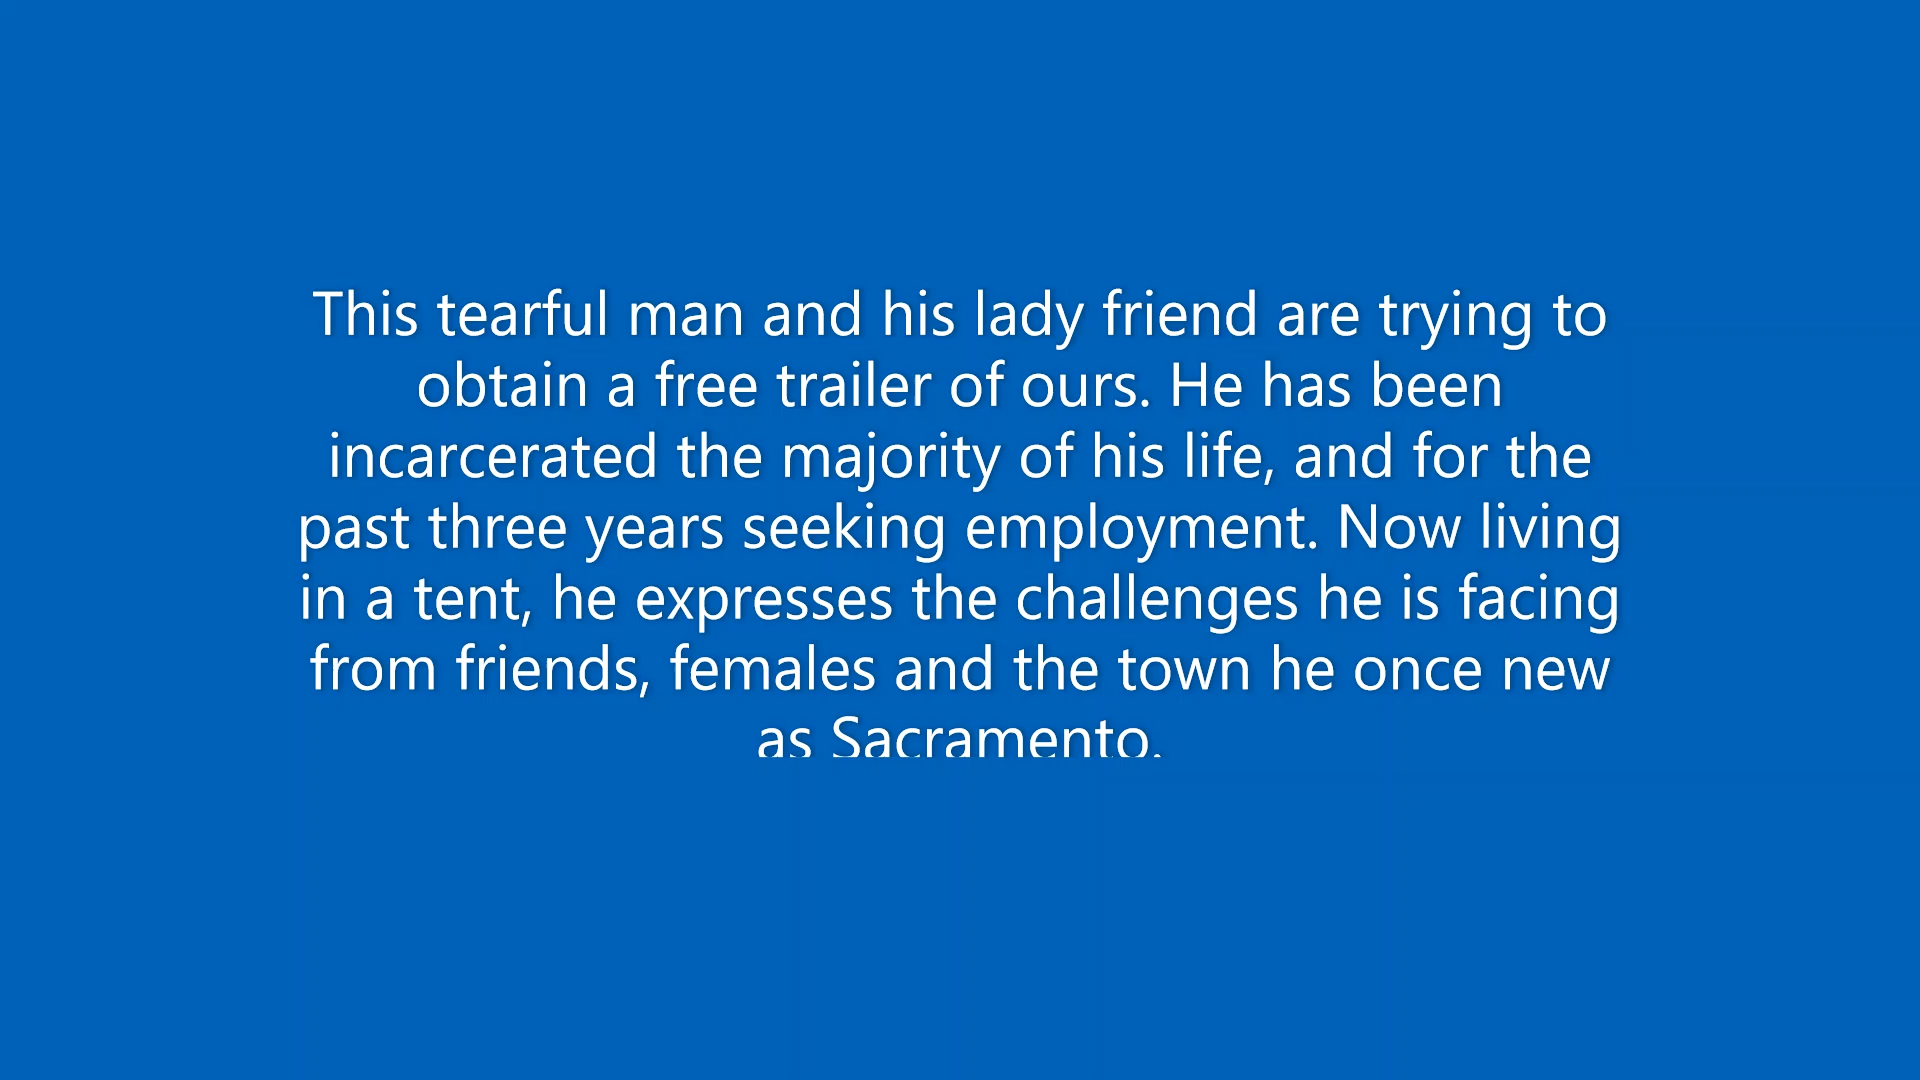 This tearful man and his lady friend are trying to
obtain a free trailer of ours. He has been
incarcerated the majority of his life, and for the
past three years seeking employment. Now living
in a tent, he expresses the challenges he is facing
from friends, females and the town he once new
as Sacramento.